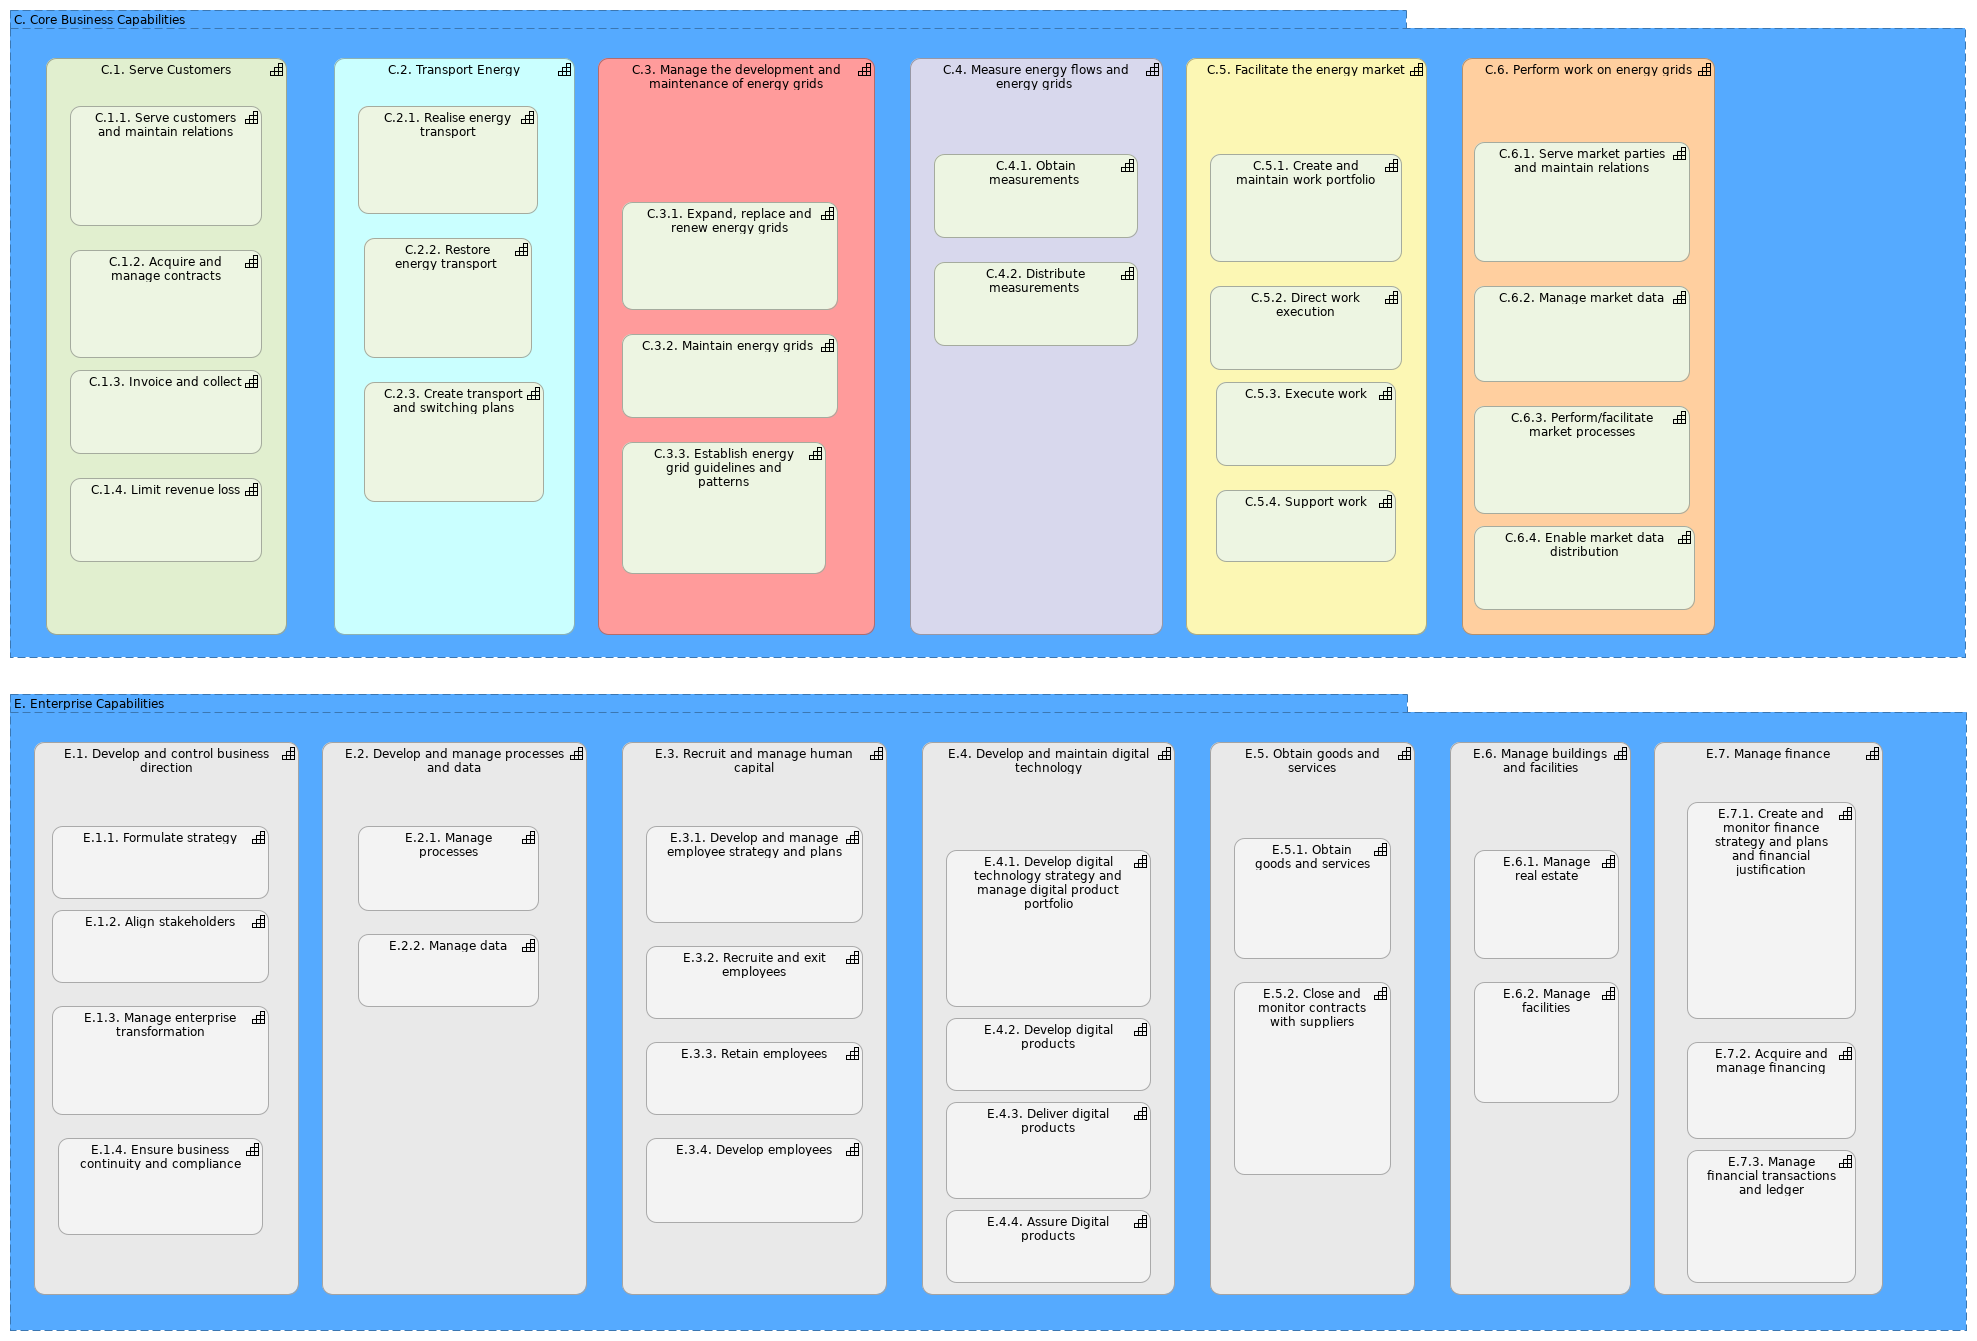 C. Core Business Capabilities
C.1. Serve Customers
C.1.1. Serve customers
and maintain relations
C.1.2. Acquire and
manage contracts
C.1.3. Invoice and collect
C.1.4. Limit revenue loss
C.2. Transport Energy
C.2.1. Realise energy
transport
C.2.2. Restore
energy transport
C.2.3. Create transport
and switching plans
C.3. Manage the development and
maintenance of energy grids
C.3.1. Expand, replace and
renew energy grids
C.3.2. Maintain energy grids
C.3.3. Establish energy
grid guidelines and
patterns
C.4. Measure energy flows and
energy grids
C.4.1. Obtain
measurements
C.4.2. Distribute
measurements
C.5. Facilitate the energy market
C.5.1. Create and
maintain work portfolio
C.5.2. Direct work
execution
C.5.3. Execute work
C.5.4. Support work
C.6. Perform work on energy grids
C.6.1. Serve market parties
and maintain relations
C.6.2. Manage market data
C.6.3. Perform/facilitate
market processes
C.6.4. Enable market data
distribution
E. Enterprise Capabilities
E.1. Develop and control business
direction
E.1.1. Formulate strategy
E.1.2. Align stakeholders
E.1.3. Manage enterprise
transformation
E.1.4. Ensure business
continuity and compliance
E.2. Develop and manage processes
and data
E.2.1. Manage
processes
E.2.2. Manage data
E.3. Recruit and manage human
capital
E.3.1. Develop and manage
employee strategy and plans
E.3.2. Recruite and exit
employees
E.3.3. Retain employees
E.3.4. Develop employees
E.4. Develop and maintain digital
technology
E.4.1. Develop digital
technology strategy and
manage digital product
portfolio
E.4.2. Develop digital
products
E.4.3. Deliver digital
products
E.4.4. Assure Digital
products
E.5. Obtain goods and
services
E.5.1. Obtain
goods and services
E.5.2. Close and
monitor contracts
with suppliers
E.6. Manage buildings
and facilities
E.6.1. Manage
real estate
E.6.2. Manage
facilities
E.7. Manage finance
E.7.1. Create and
monitor finance
strategy and plans
and financial
justification
E.7.2. Acquire and
manage financing
E.7.3. Manage
financial transactions
and ledger